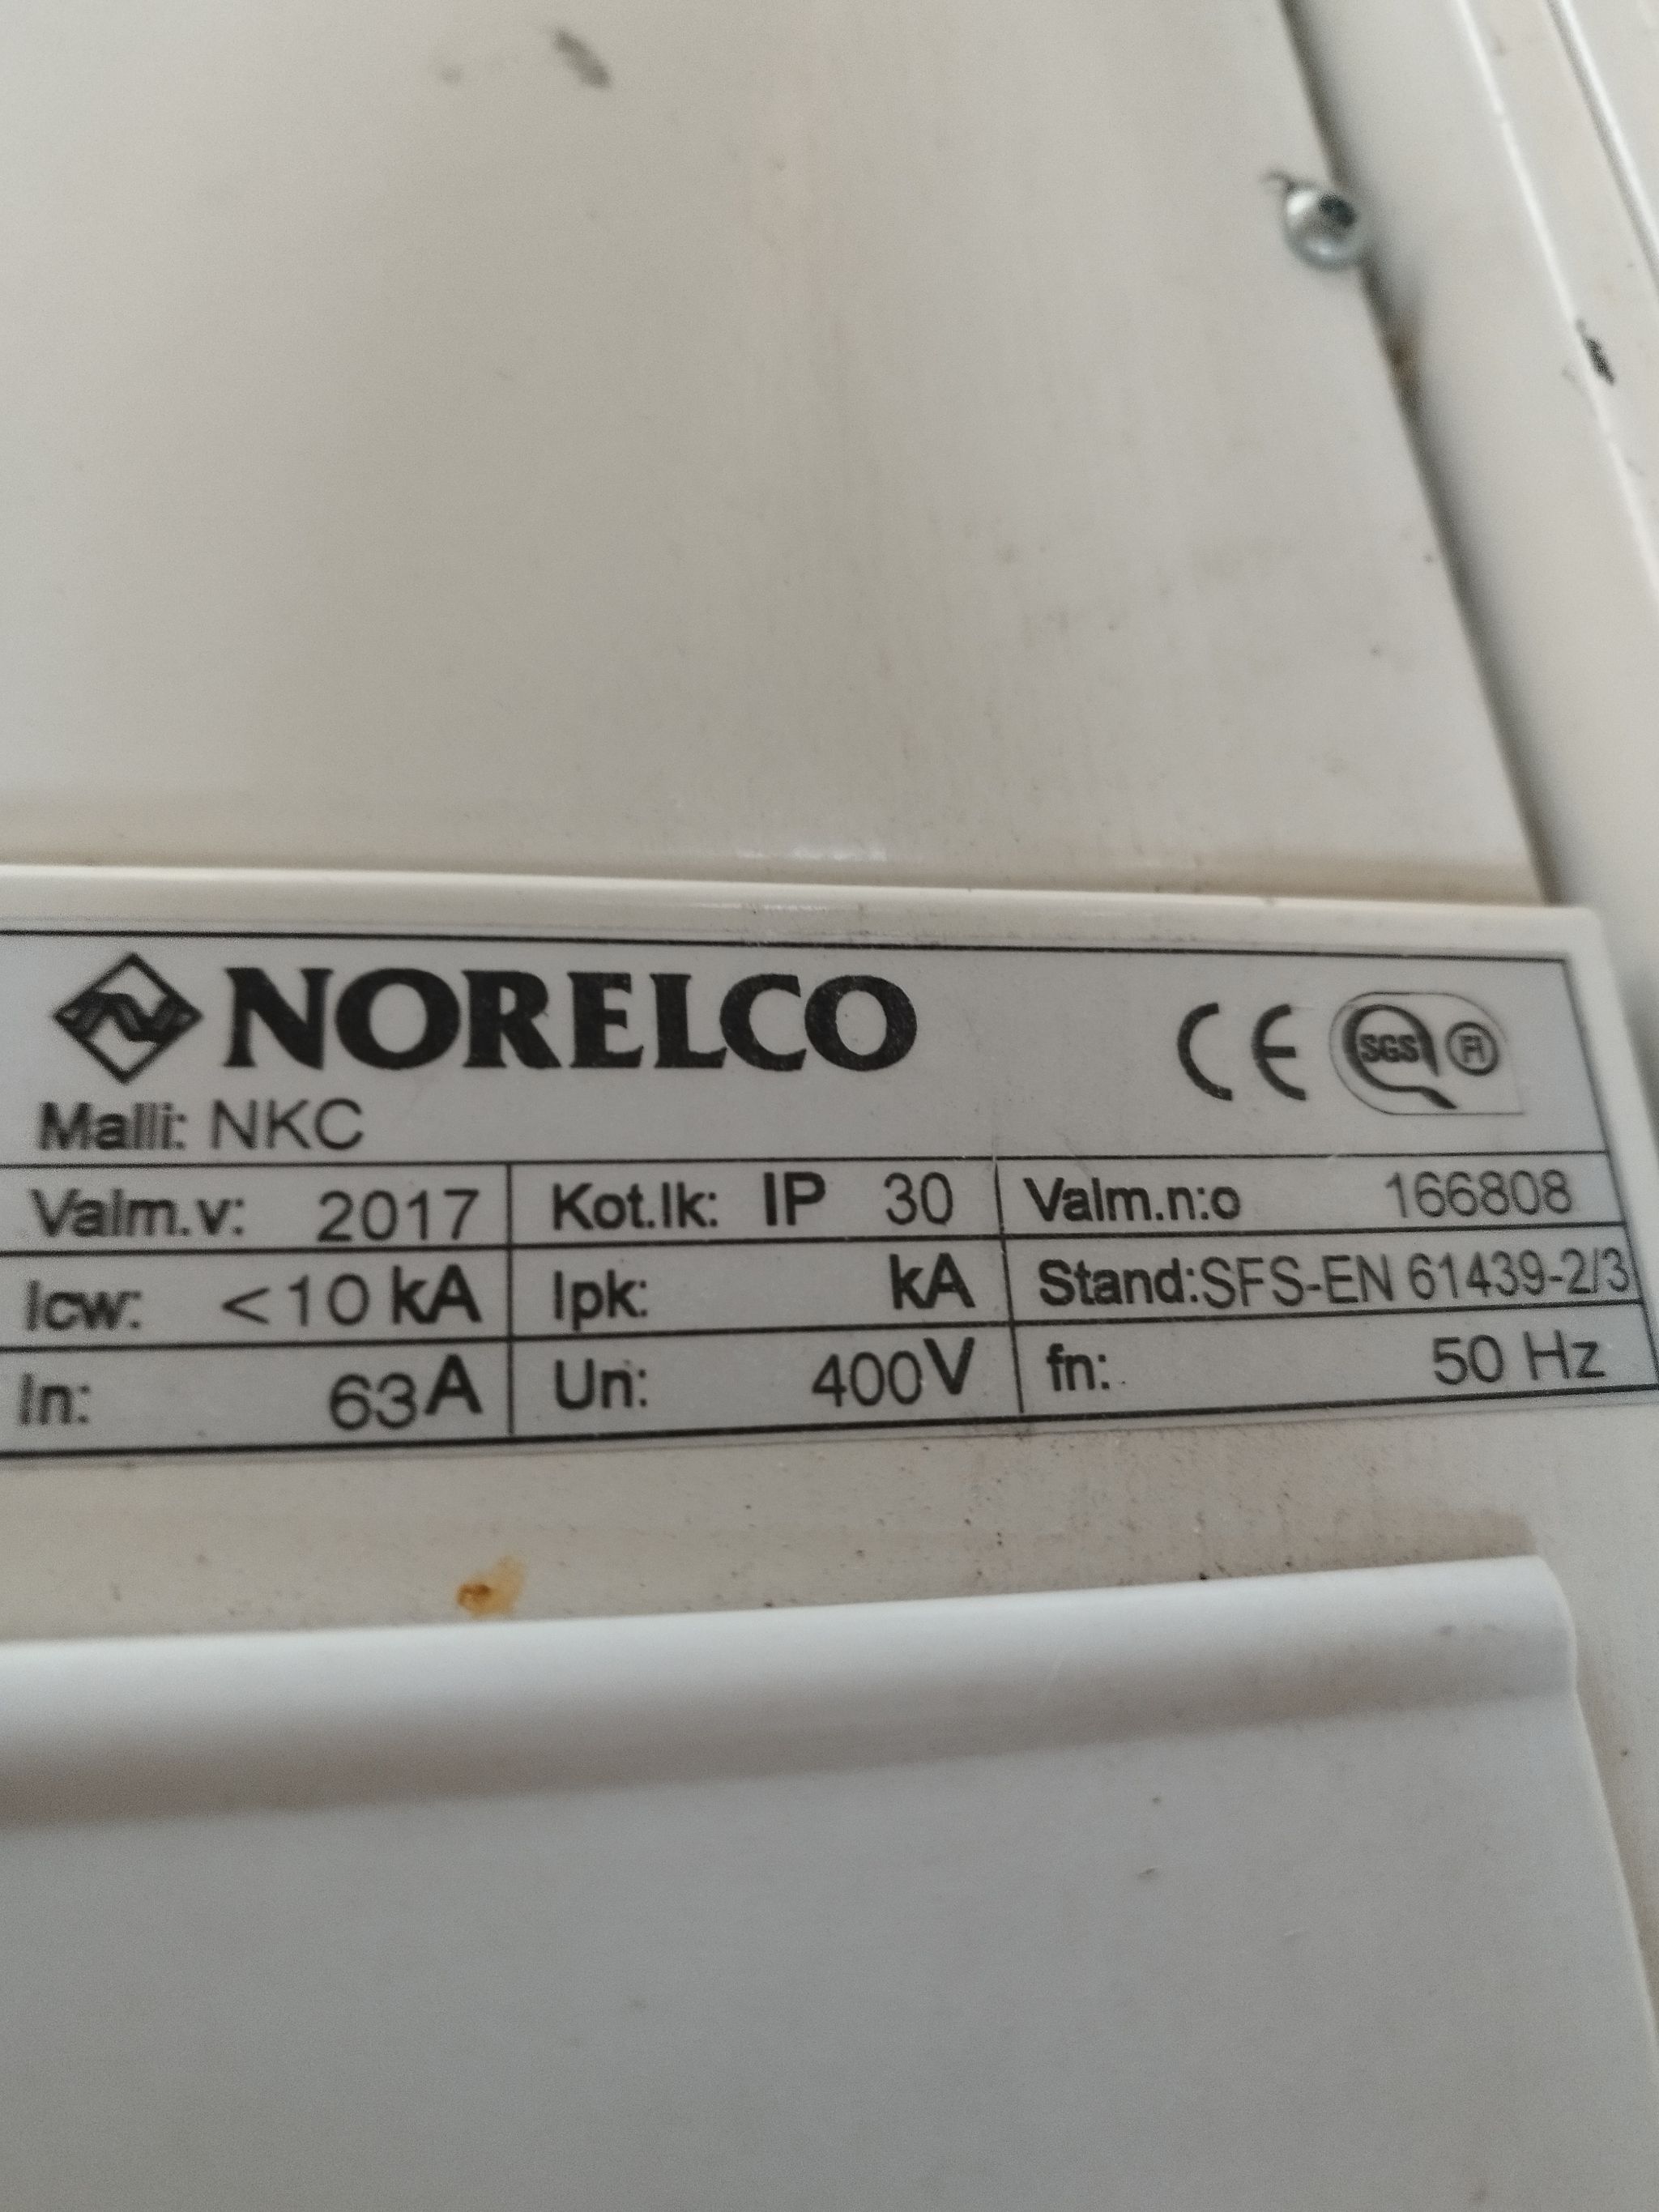 NORELCO CE SGS FI
Malli: NKC
Valm.v: 2017 Kot.lk: IP 30 Valm.n:o 166808
Icw: <10 kA Ipk: kA Stand:SFS-EN 61439-2/3
In: 63A Un: 400V fn: 50 Hz